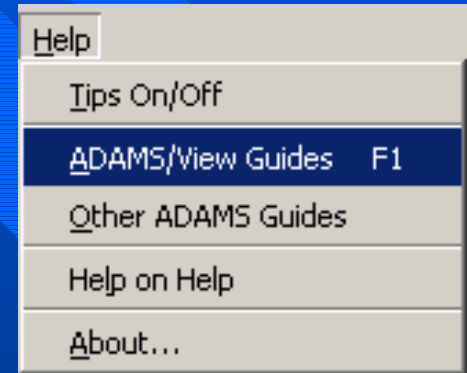 Help
Tips On/Off
ADAMS/View Guides F1
Other ADAMS Guides
Help on Help
About...